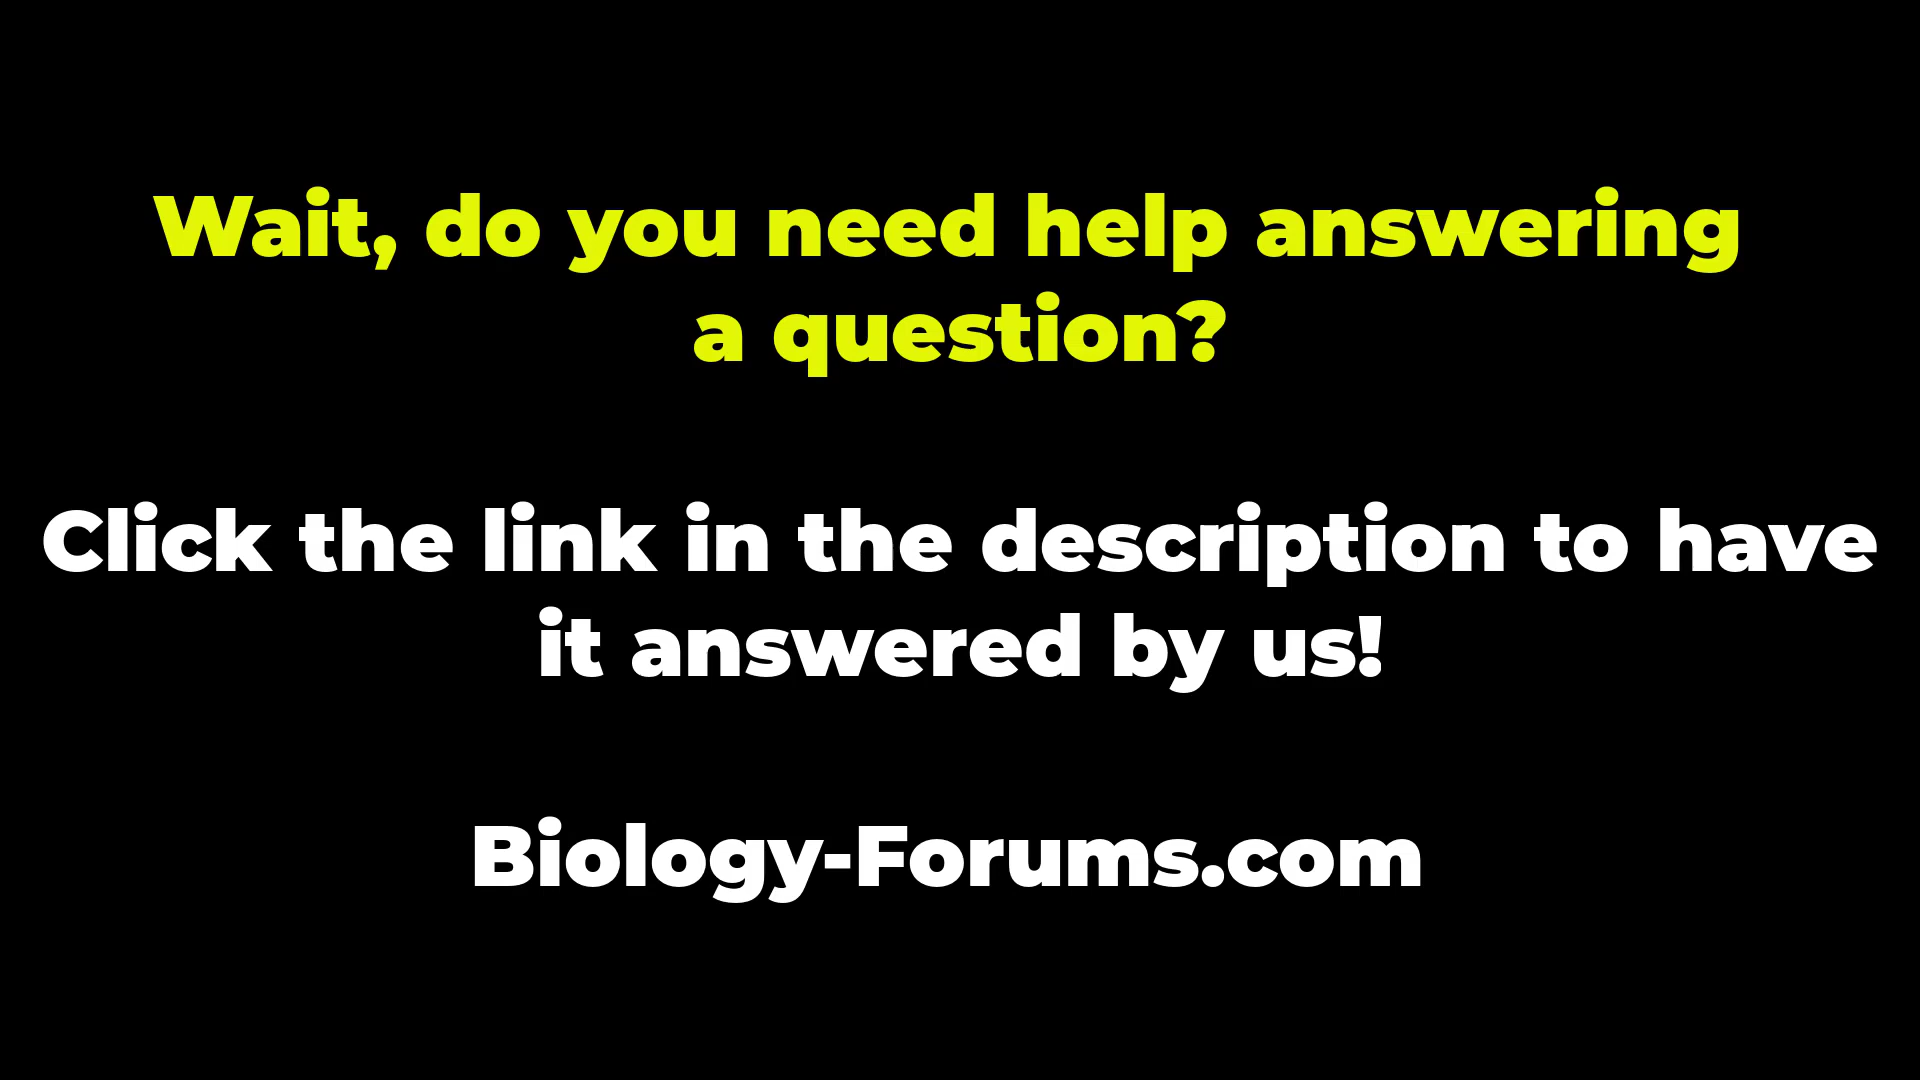 Wait, do you need help answering
a question?
Click the link in the description to have
it answered by us!
Biology-Forums.com